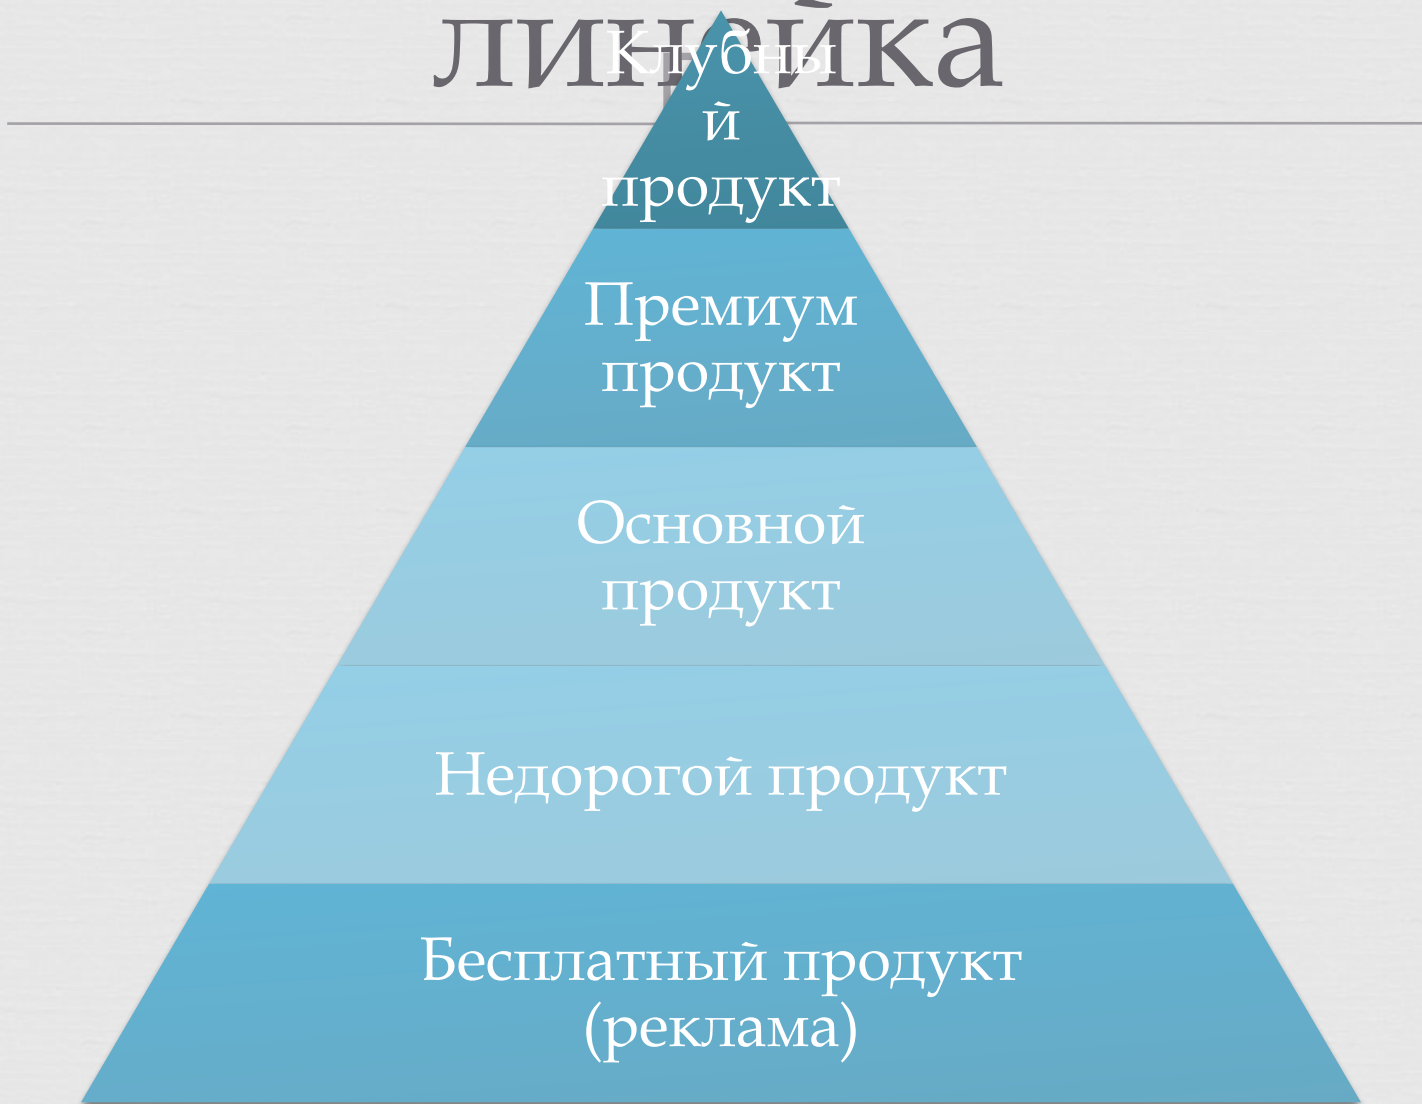 линейка
Клубны
й
продукт
Премиум
продукт
Основной
продукт
Недорогой продукт
Бесплатный продукт
(реклама)